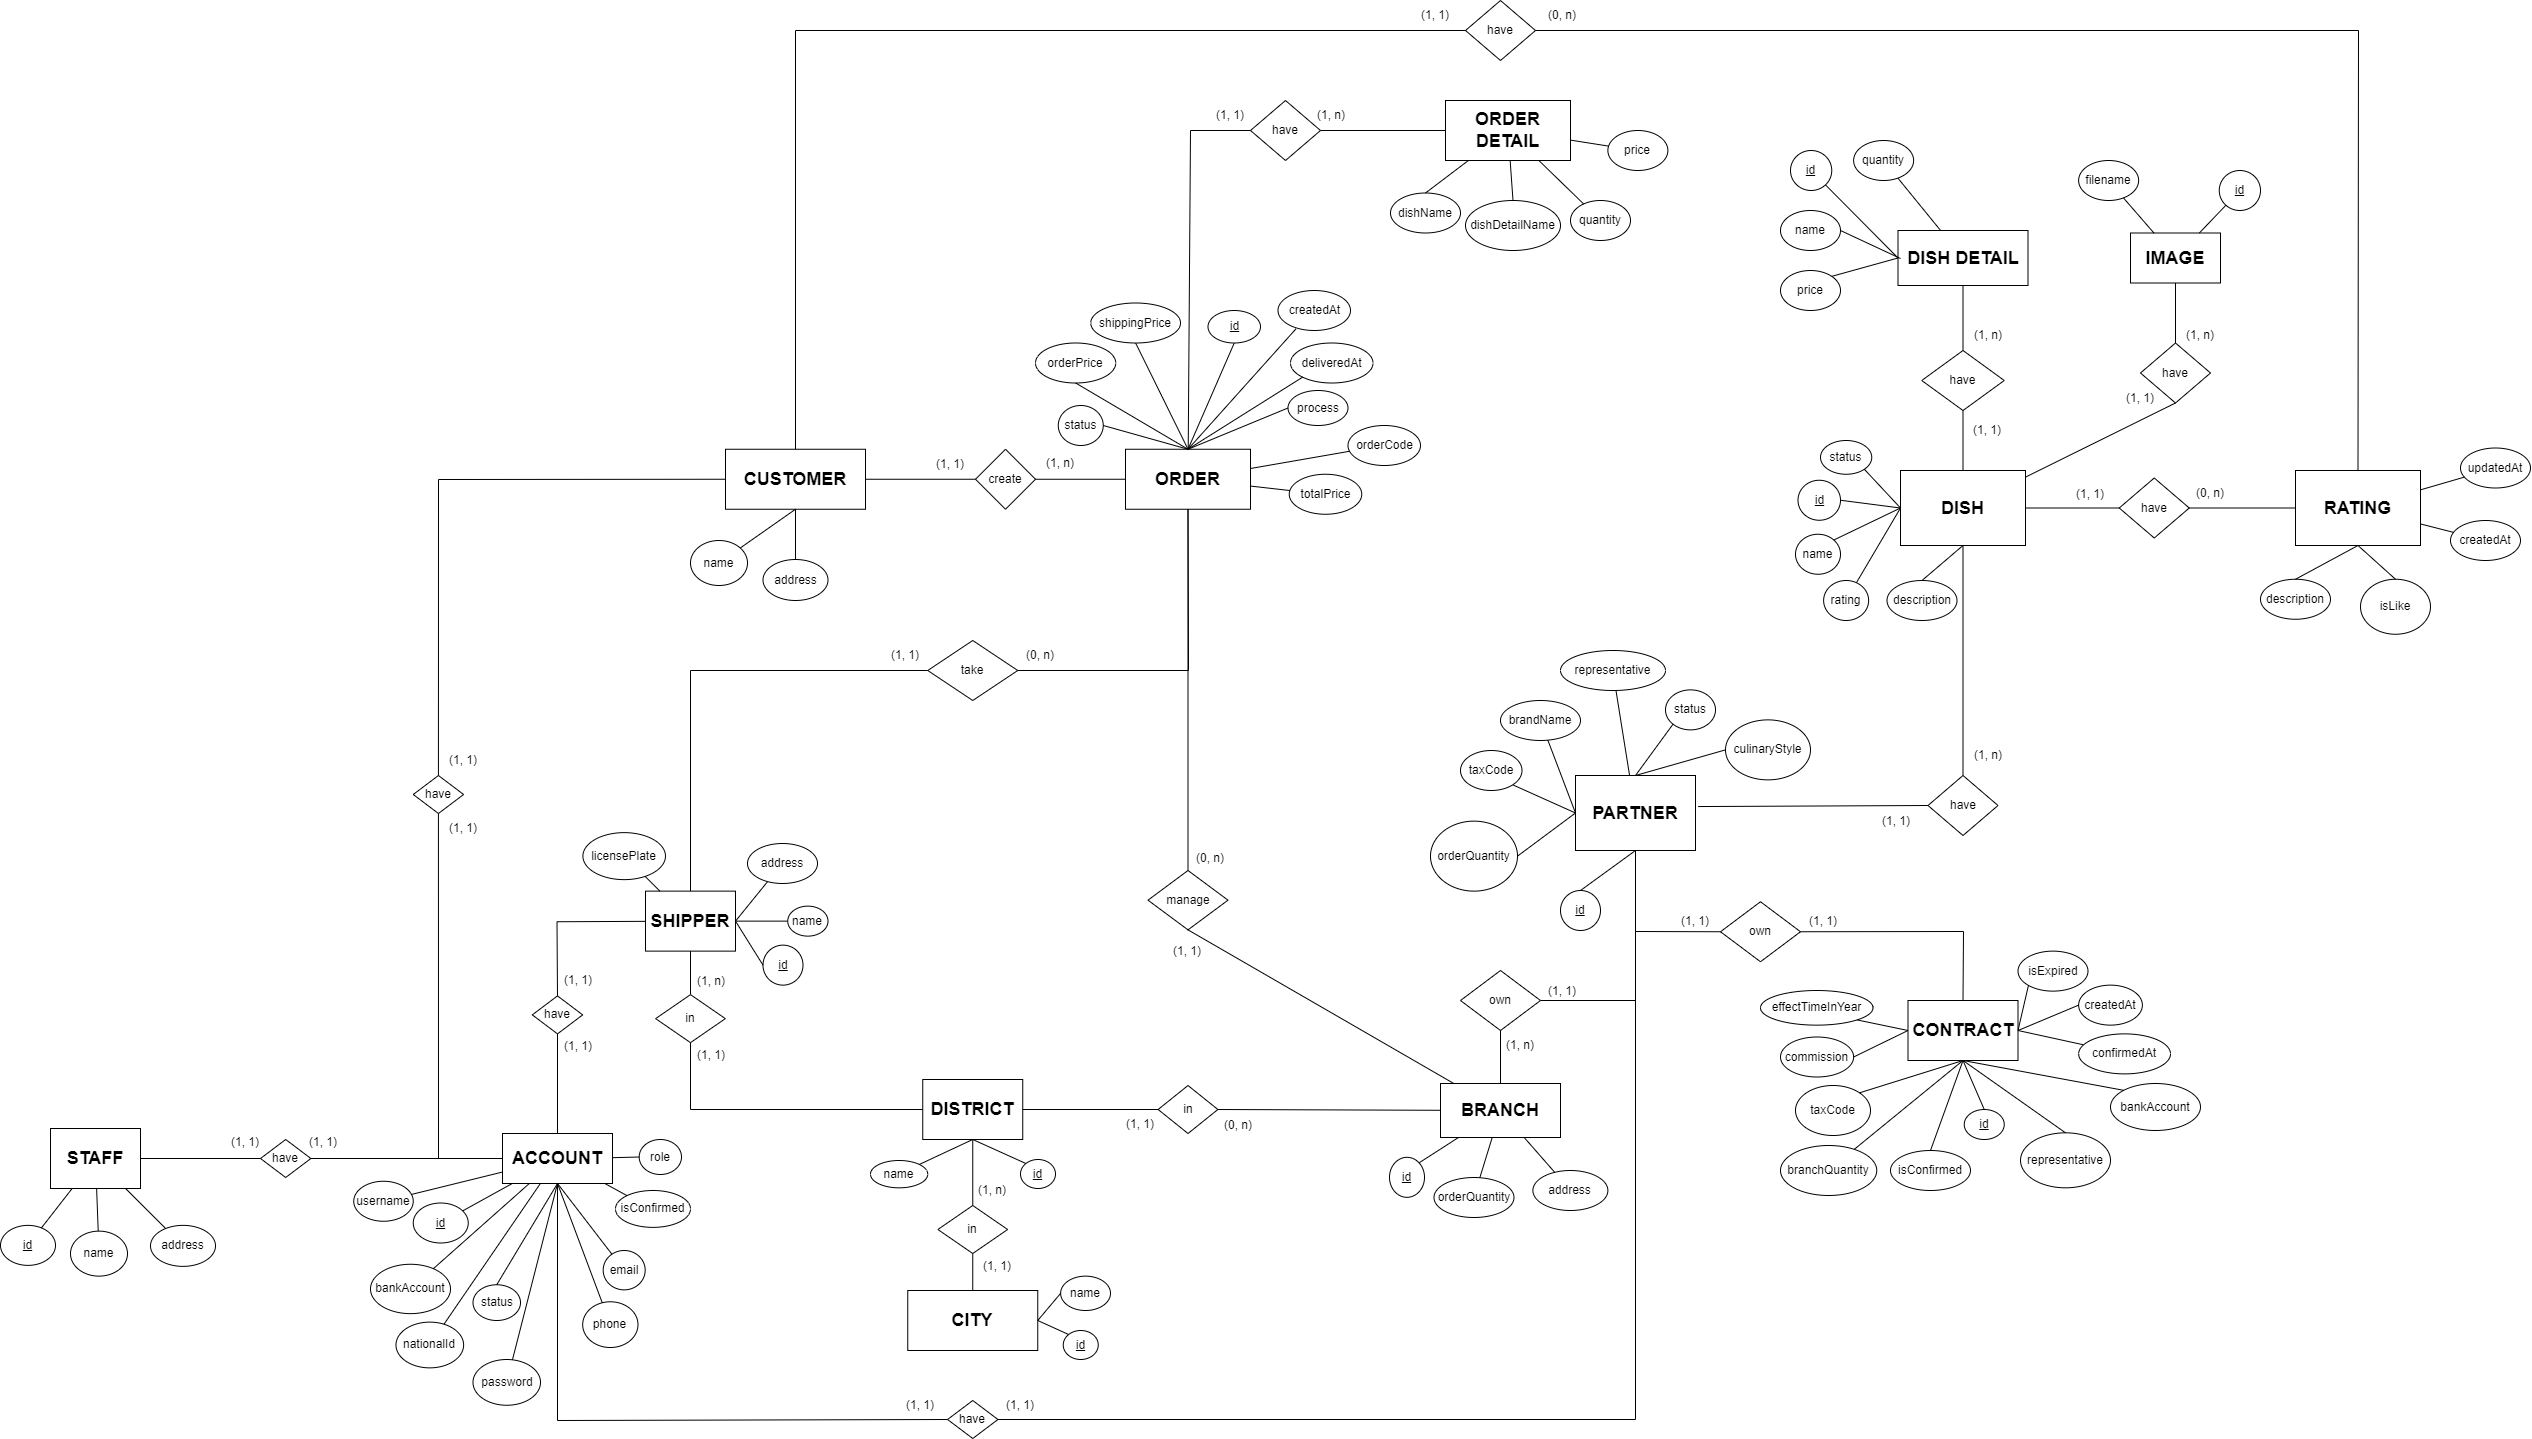 (1, 1)
have
(0, n)
(1, 1)
have
(1, n)
ORDER
DETAIL
price
dishName
dishDetailName
quantity
id
quantity
name
price
DISH DETAIL
filename
id
IMAGE
(1, n)
have
(1, 1)
(1, n)
have
(1, 1)
shippingPrice
id
createdAt
orderPrice
deliveredAt
status
process
orderCode
totalPrice
CUSTOMER
(1, 1)
create
(1, n)
ORDER
name
address
status
id
name
rating
description
DISH
(1, 1)
have
(0, n)
RATING
updatedAt
createdAt
description
isLike
(1, 1)
take
(0, n)
representative
brandName
status
taxCode
culinaryStyle
orderQuantity
PARTNER
id
(1, n)
have
(1, 1)
(1, 1)
have
(1, 1)
licensePlate
address
SHIPPER
name
id
(0, n)
manage
(1, 1)
(1, 1)
own
(1, 1)
(1, 1)
have
(1, 1)
(1, n)
in
(1, 1)
own
(1, 1)
(1, n)
isExpired
effectTimeInYear
createdAt
CONTRACT
commission
confirmedAt
taxCode
id
bankAccount
branchQuantity
isConfirmed
representative
DISTRICT
(1, 1)
in
(0, n)
BRANCH
name
id
id
orderQuantity
address
STAFF
(1, 1)
have
(1, 1)
ACCOUNT
role
username
id
isConfirmed
id
name
address
bankAccount
status
email
nationalId
phone
password
(1, n)
in
(1, 1)
CITY
name
id
(1, 1)
have
(1, 1)